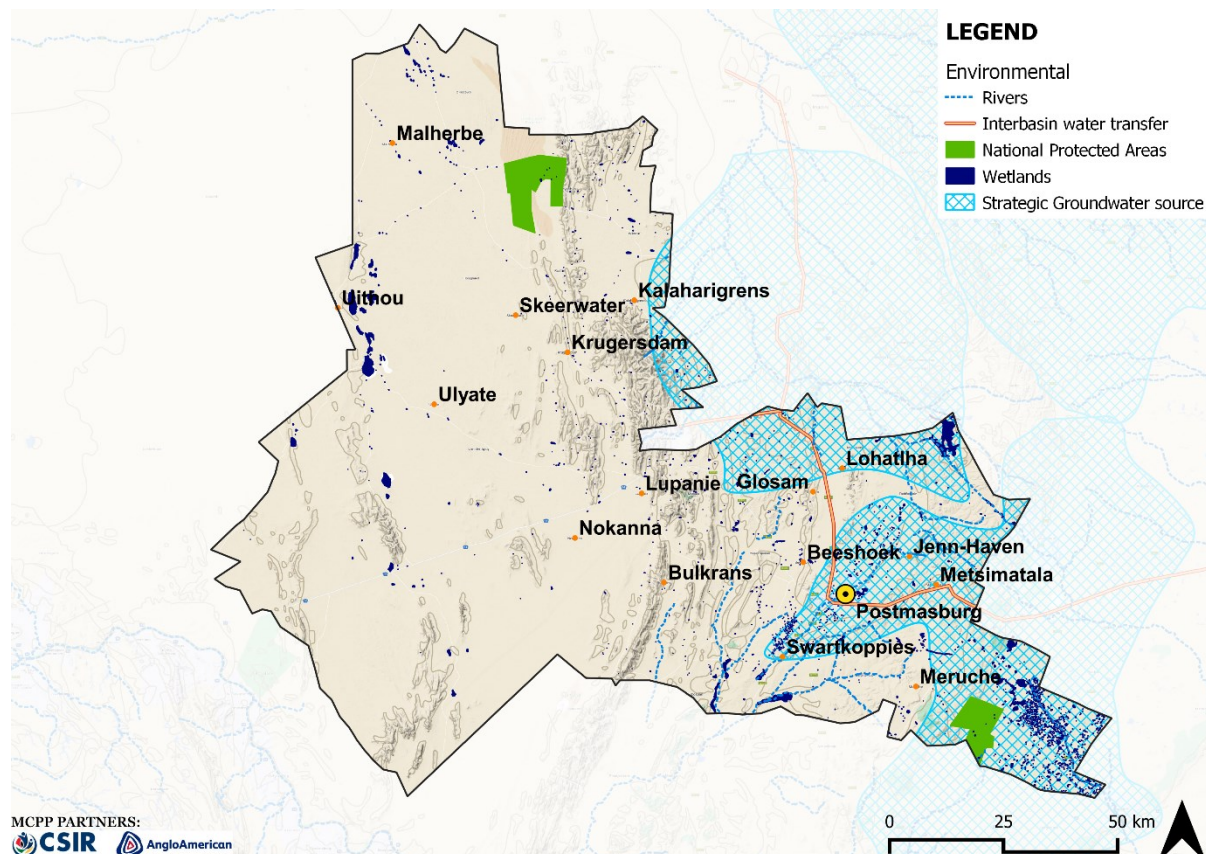 LEGEND
Environmental
Rivers
Interbasin water transfer
National Protected Areas
Wetlands
Strategic Groundwater source
Malherbe
Uithou
Skeerwater
Kalaharigrens
Krugersdam
Ulyate
Lohatlha
Lupanie
Glosam
Nokanna
Beeshoek
Jenn-Haven
Bulkrans
Metsimatala
Postmasburg
Swartkoppies
Meruche
MCPP PARTNERS:
CSIR
AngloAmerican
0 25 50 km